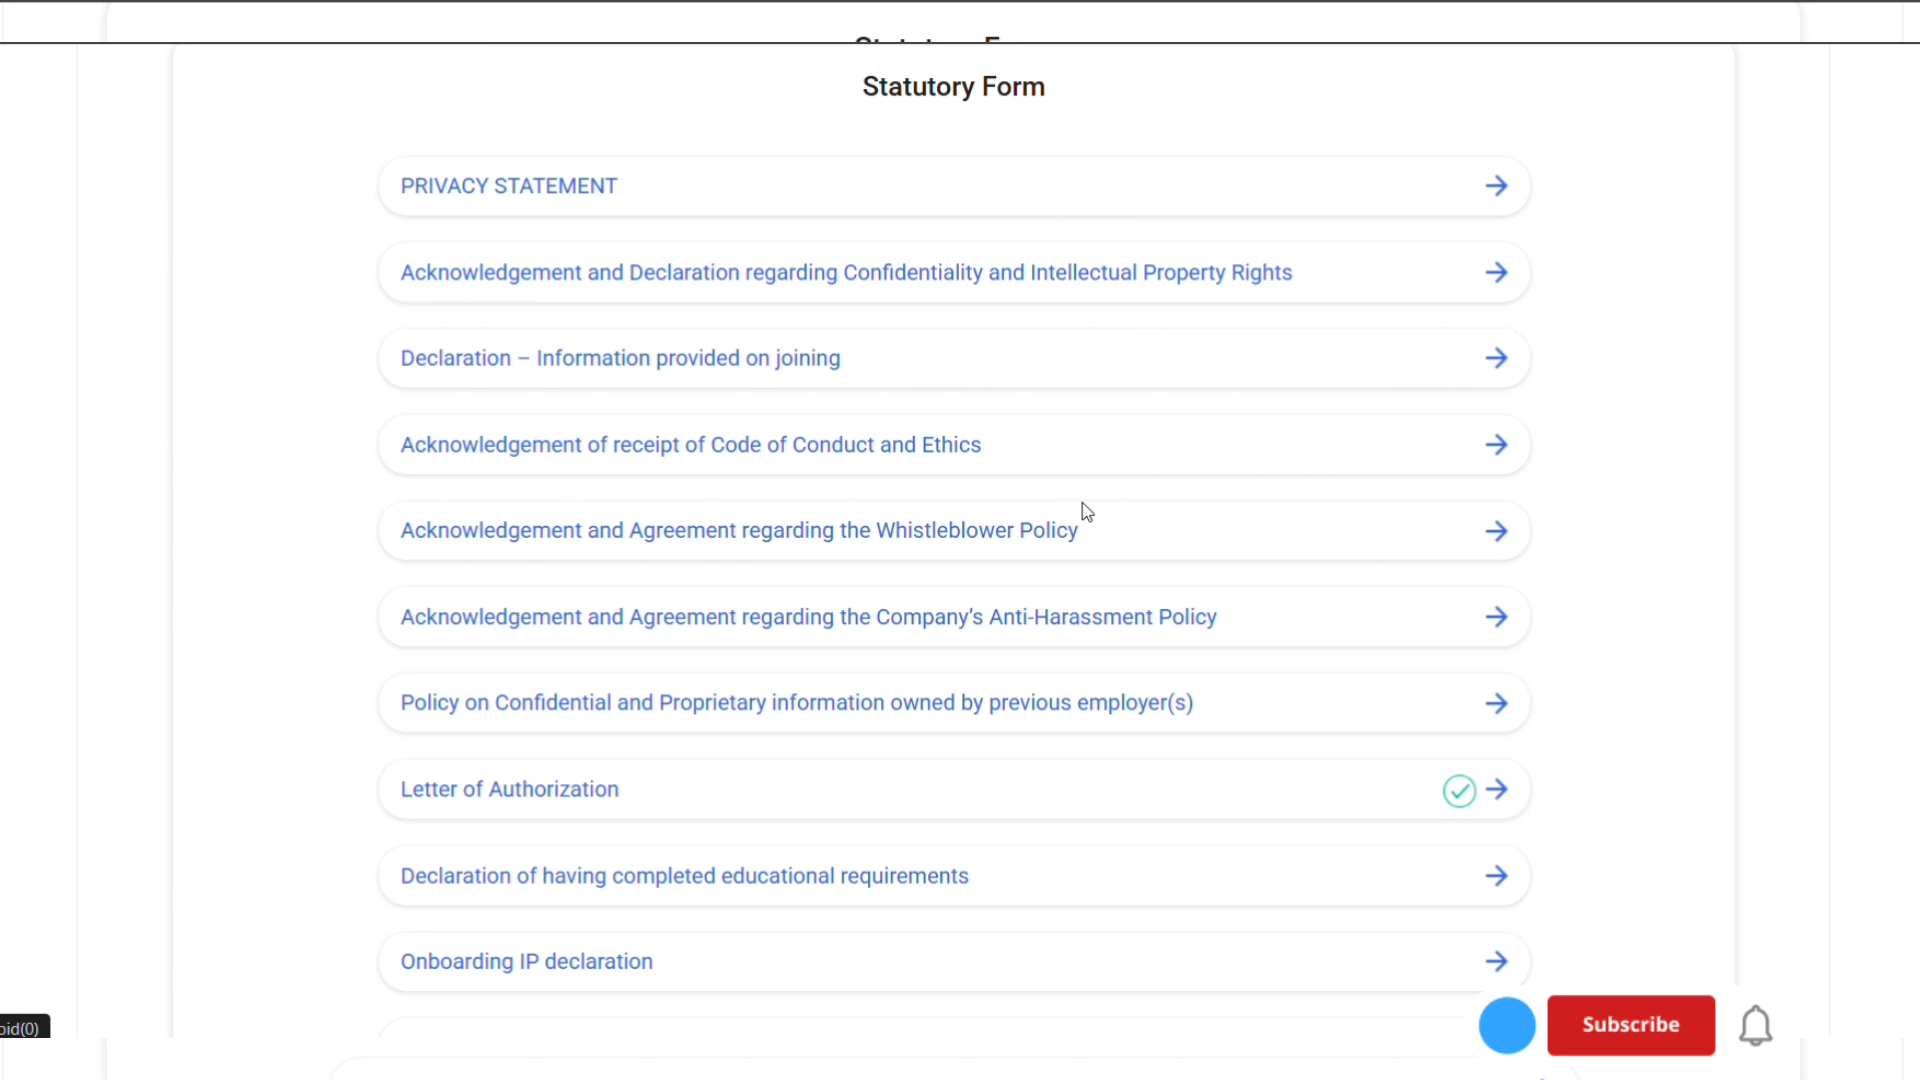 Statutory Form
PRIVACY STATEMENT
Acknowledgement and Declaration regarding Confidentiality and Intellectual Property Rights
Declaration – Information provided on joining
Acknowledgement of receipt of Code of Conduct and Ethics
Acknowledgement and Agreement regarding the Whistleblower Policy
Acknowledgement and Agreement regarding the Company’s Anti-Harassment Policy
Policy on Confidential and Proprietary information owned by previous employer(s)
Letter of Authorization
Declaration of having completed educational requirements
Onboarding IP declaration
oid(0)
Subscribe